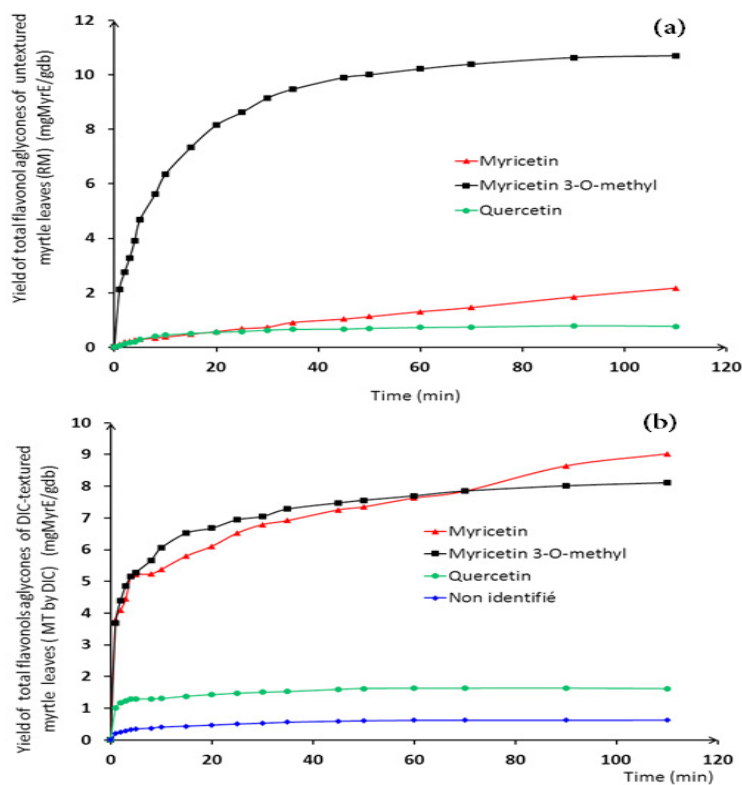 (a)
Yield of total flavonol aglycones of untextured
myrtle leaves (RM) (mgMyrE/gdb)
12
10
8
6
4
2
0
Myricetin
Myricetin 3-O-methyl
Quercetin
0 20 40 60 80 100 120
Time (min)
(b)
Yield of total flavonols aglycones of DIC-textured
myrtle leaves ( MT by DIC) (mgMyrE/gdb)
10
9
8
7
6
5
4
3
2
1
0
Myricetin
Myricetin 3-O-methyl
Quercetin
Non identifié
0 20 40 60 80 100 120
Time (min)